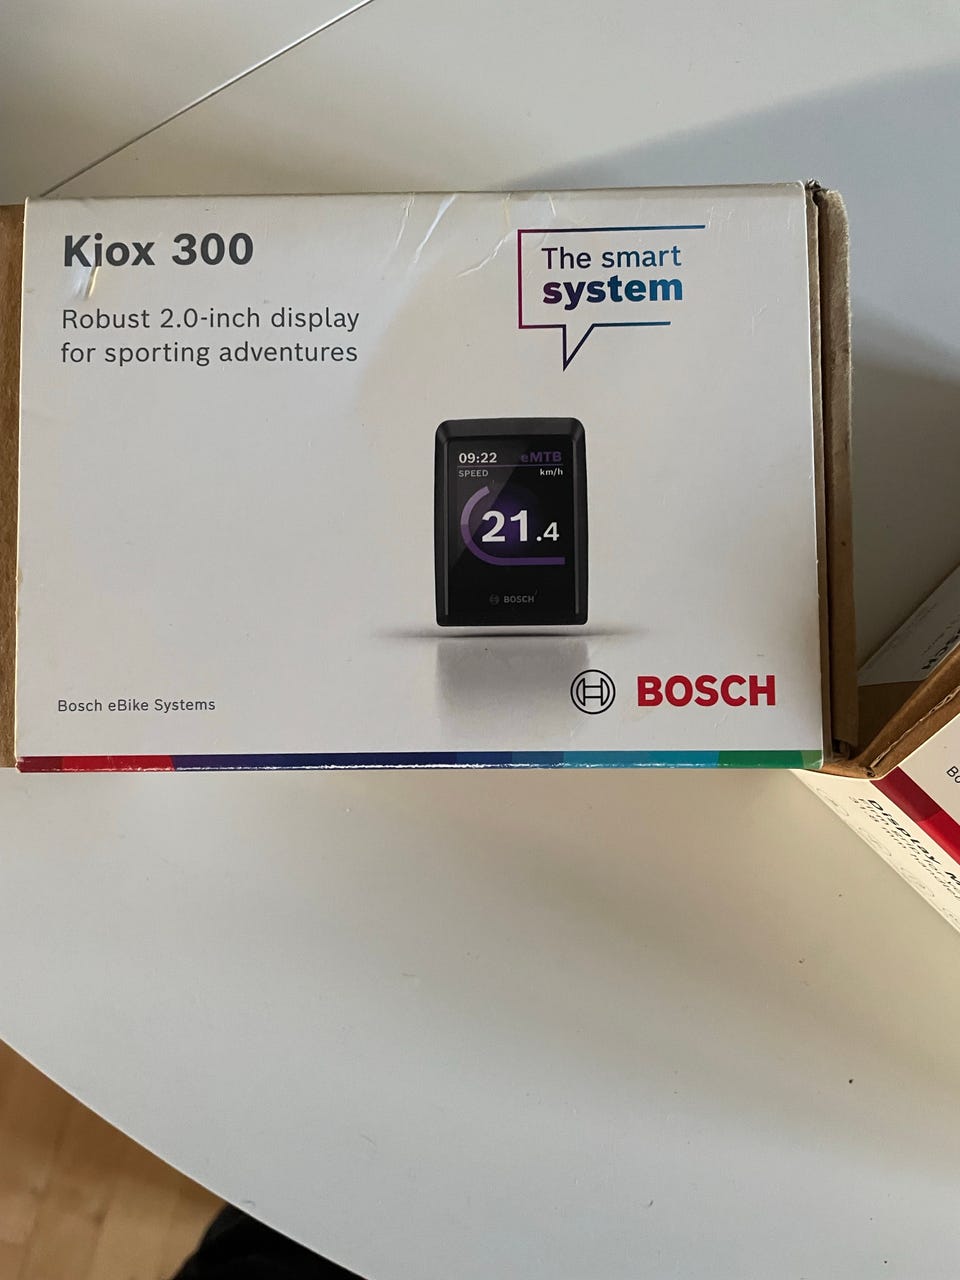 Kiox 300
Robust 2.0-inch display
for sporting adventures
The smart
system
09:22 eMTB
SPEED km/h
21.4
BOSCH
Bosch eBike Systems
BOSCH
Display